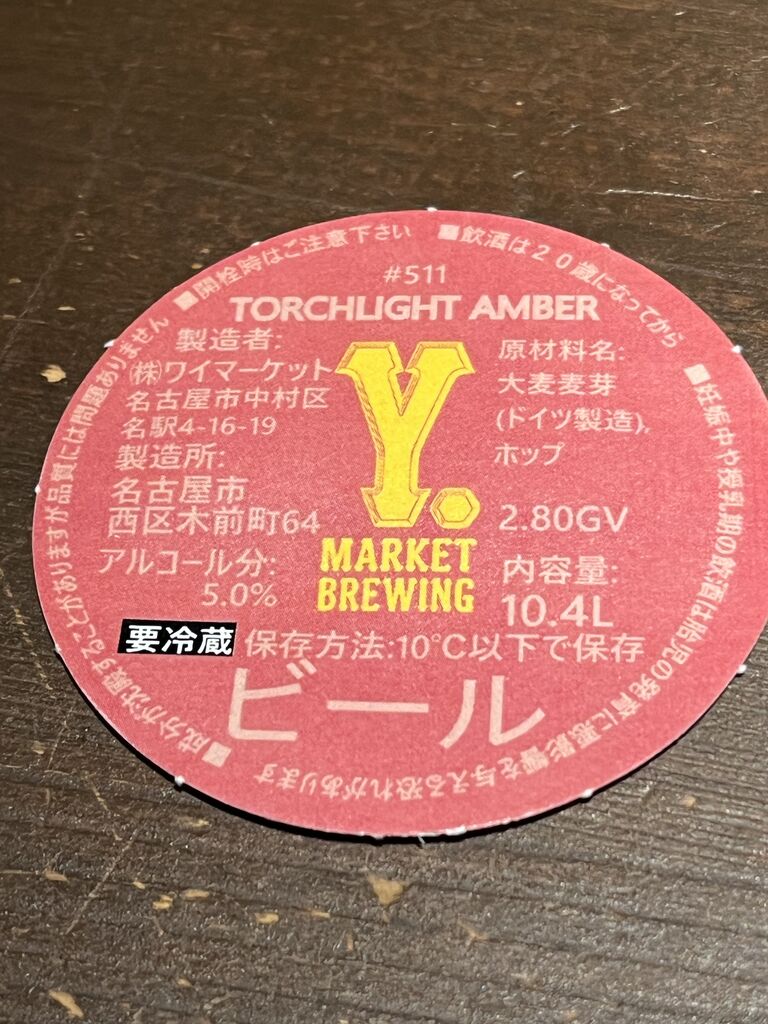 ■開栓時はご注意下さい
■飲酒は20歳になってから
#511
TORCHLIGHT AMBER
製造者:
㈱ワイマーケット
名古屋市中村区
名駅4-16-19
製造所:
名古屋市
西区木前町64
アルコール分:
5.0%
Y.
MARKET
BREWING
原材料名:
大麦麦芽
(ドイツ製造),
ホップ
2.80GV
内容量:
10.4L
要冷蔵 保存方法:10℃以下で保存
ビール
■妊娠中や授乳期の飲酒は胎児の発育に悪影響を与える恐れがあります
■成分が沈殿することがありますが品質には問題ありません